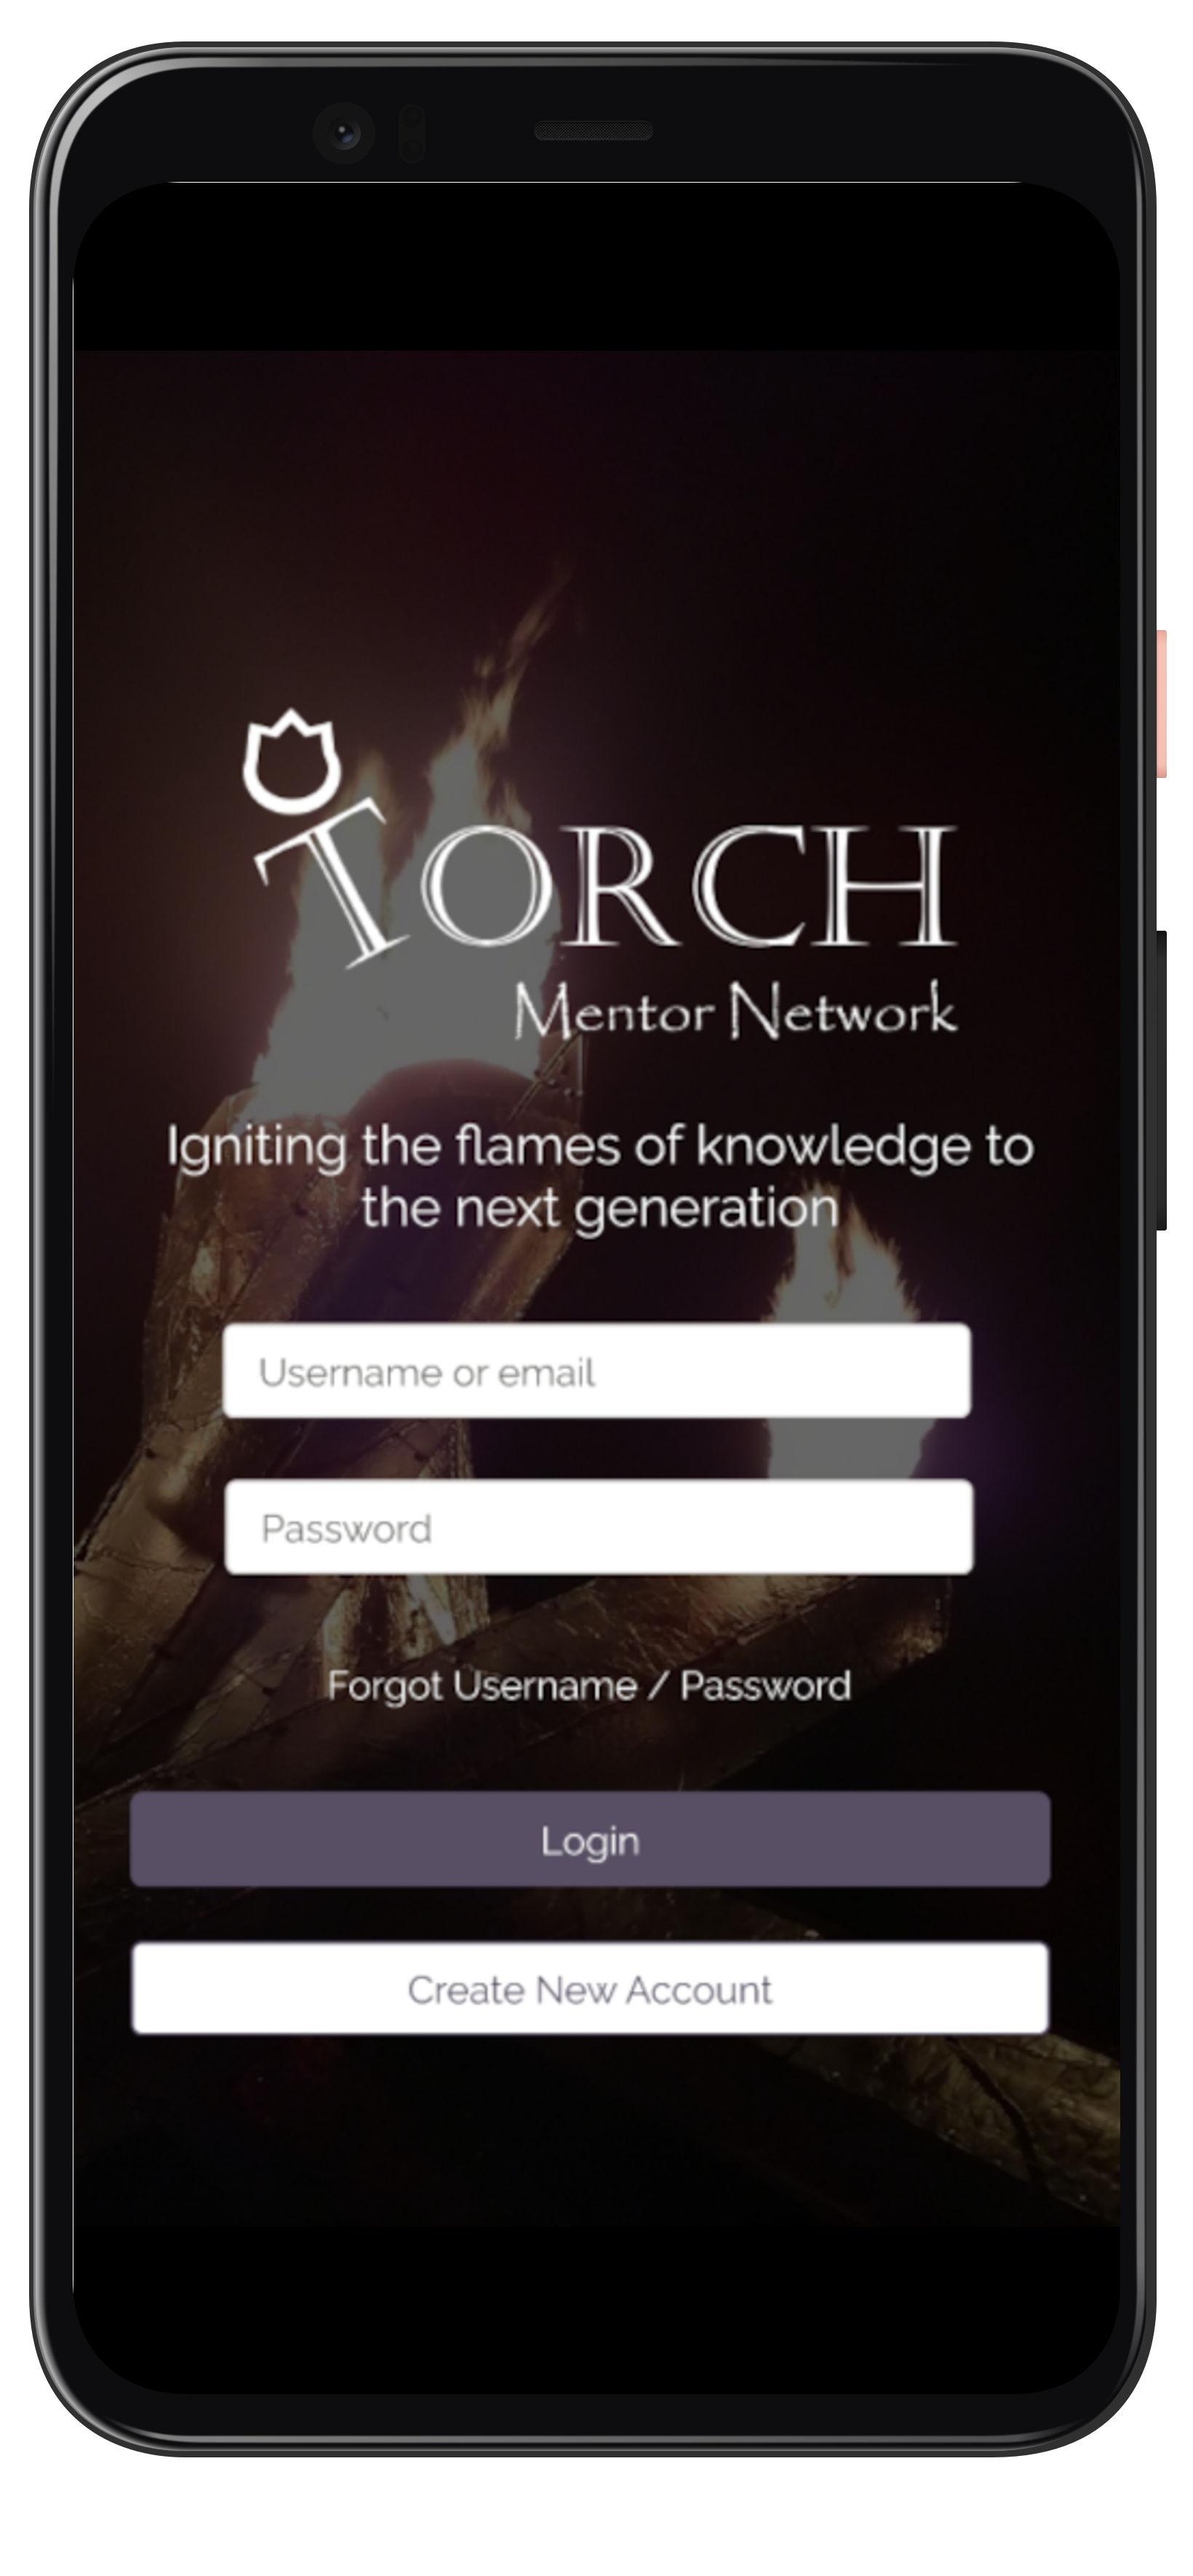 TORCH
Mentor Network
Igniting the flames of knowledge to
the next generation
Username or email
Password
Forgot Username / Password
Login
Create New Account